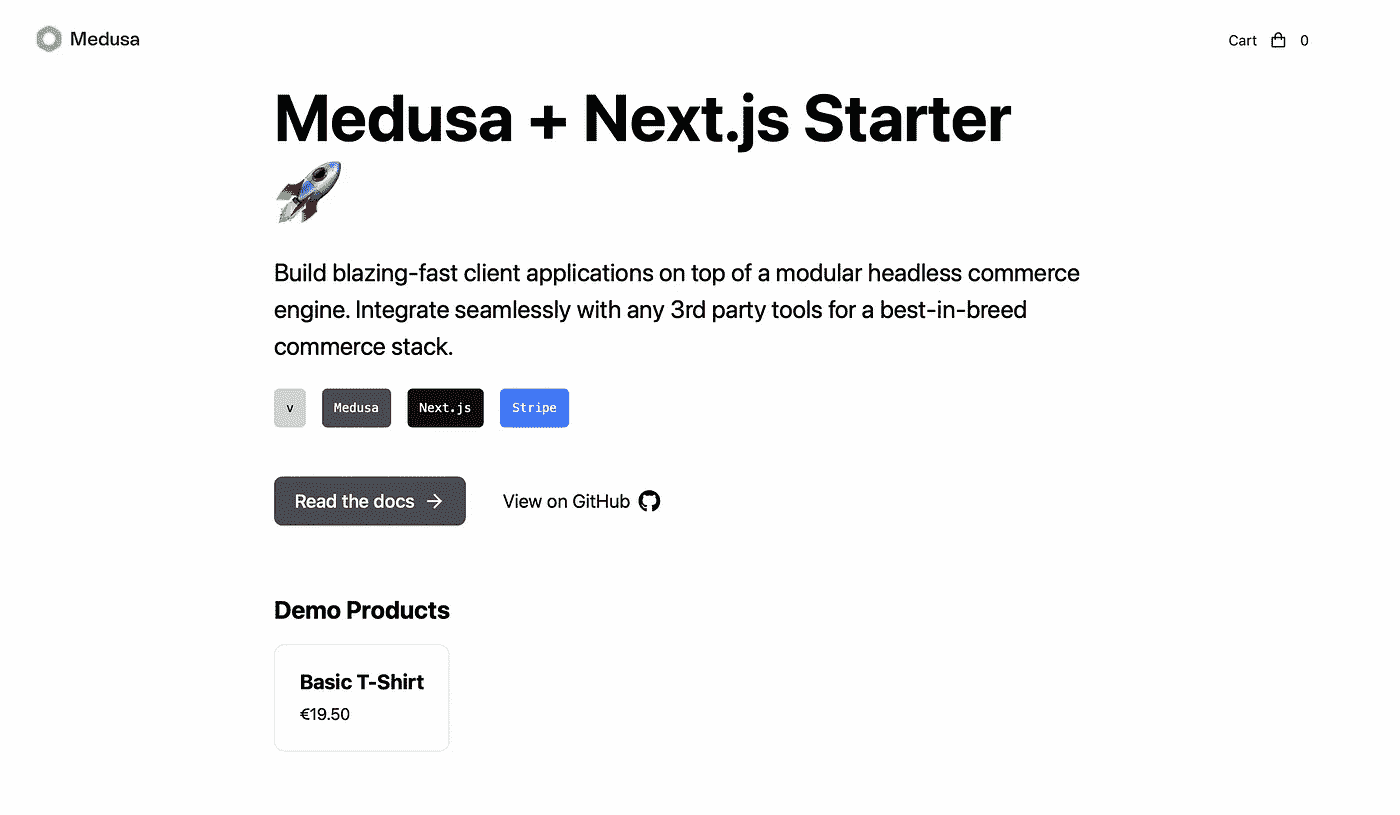 Medusa
Cart 0
Medusa + Next.js Starter
Build blazing-fast client applications on top of a modular headless commerce
engine. Integrate seamlessly with any 3rd party tools for a best-in-breed
commerce stack.
v Medusa Next.js Stripe
Read the docs → View on GitHub
Demo Products
Basic T-Shirt
€19.50